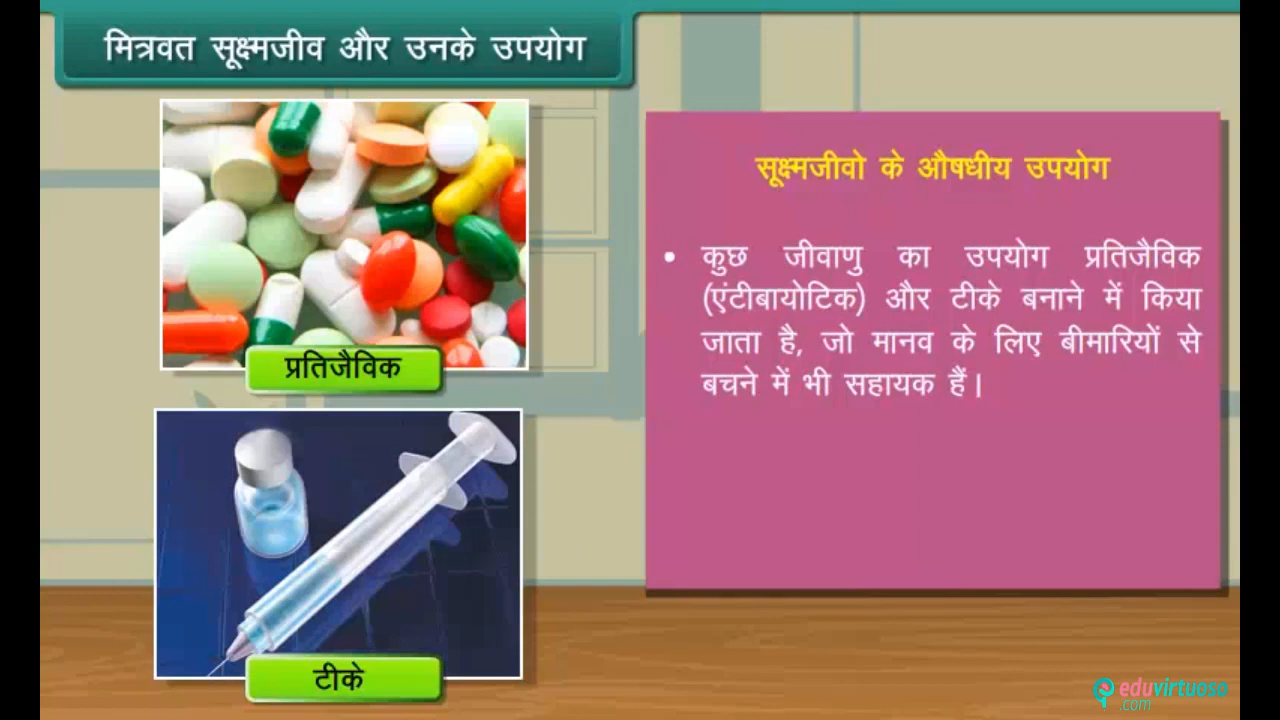 मित्रवत सूक्ष्मजीव और उनके उपयोग
सूक्ष्मजीवो के औषधीय उपयोग
• कुछ जीवाणु का उपयोग प्रतिजैविक
(एंटीबायोटिक) और टीके बनाने में किया
जाता है, जो मानव के लिए बीमारियों से
बचने में भी सहायक हैं।
प्रतिजैविक
टीके
eduvirtuoso
.com